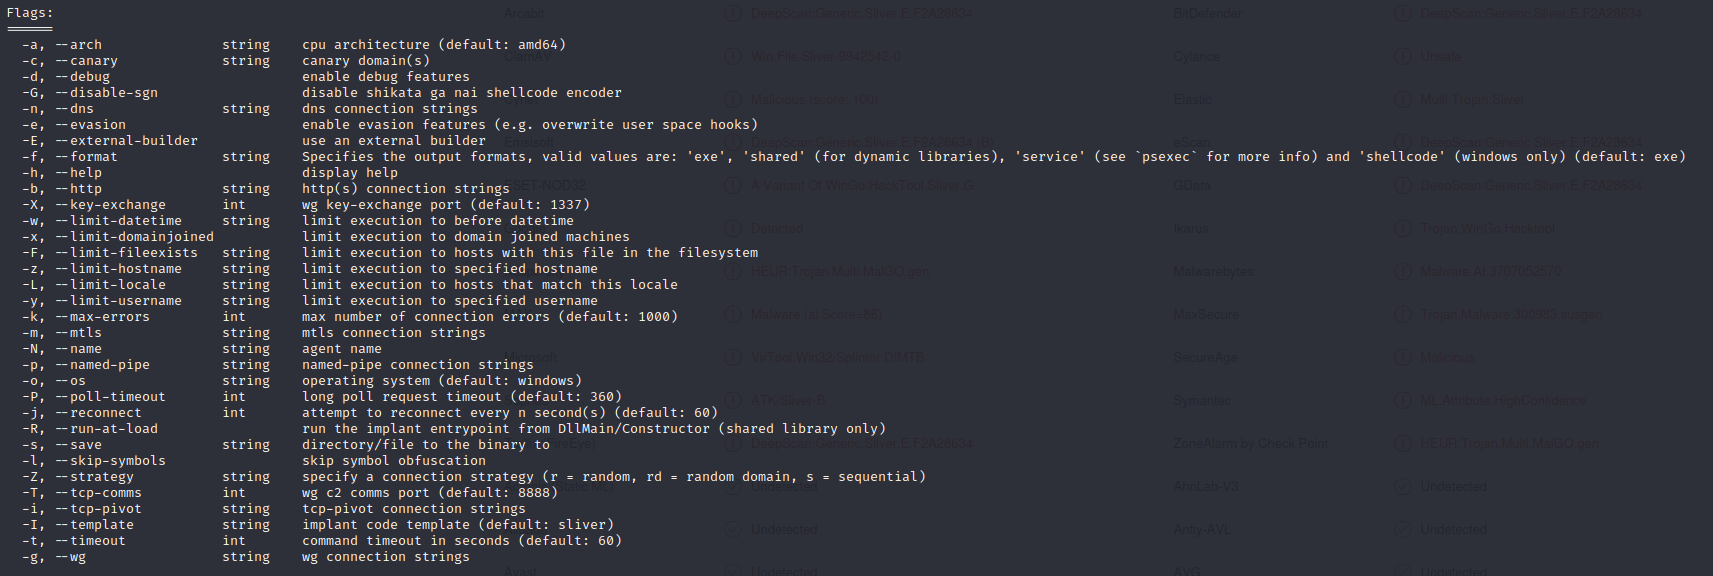 Flags:
======
-a, --arch string cpu architecture (default: amd64)
-c, --canary string canary domain(s)
-d, --debug enable debug features
-G, --disable-sgn disable shikata ga nai shellcode encoder
-n, --dns string dns connection strings
-e, --evasion enable evasion features (e.g. overwrite user space hooks)
-E, --external-builder use an external builder
-f, --format string Specifies the output formats, valid values are: 'exe', 'shared' (for dynamic libraries), 'service' (see `psexec` for more info) and 'shellcode' (windows only) (default: exe)
-h, --help display help
-b, --http string http(s) connection strings
-X, --key-exchange int wg key-exchange port (default: 1337)
-w, --limit-datetime string limit execution to before datetime
-x, --limit-domainjoined limit execution to domain joined machines
-F, --limit-fileexists string limit execution to hosts with this file in the filesystem
-z, --limit-hostname string limit execution to specified hostname
-L, --limit-locale string limit execution to hosts that match this locale
-y, --limit-username string limit execution to specified username
-k, --max-errors int max number of connection errors (default: 1000)
-m, --mtls string mtls connection strings
-N, --name string agent name
-p, --named-pipe string named-pipe connection strings
-o, --os string operating system (default: windows)
-P, --poll-timeout int long poll request timeout (default: 360)
-j, --reconnect int attempt to reconnect every n second(s) (default: 60)
-R, --run-at-load run the implant entrypoint from DllMain/Constructor (shared library only)
-s, --save string directory/file to the binary to
-l, --skip-symbols skip symbol obfuscation
-Z, --strategy string specify a connection strategy (r = random, rd = random domain, s = sequential)
-T, --tcp-comms int wg c2 comms port (default: 8888)
-i, --tcp-pivot string tcp-pivot connection strings
-I, --template string implant code template (default: sliver)
-t, --timeout int command timeout in seconds (default: 60)
-g, --wg string wg connection strings